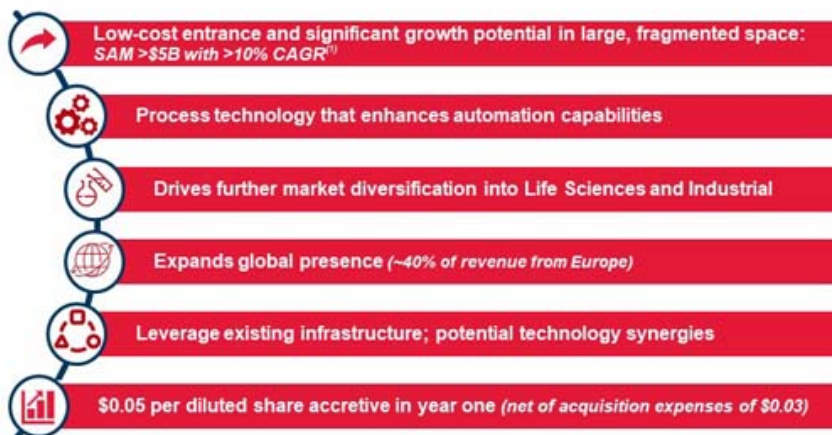 Low-cost entrance and significant growth potential in large, fragmented space:
SAM >$5B with >10% CAGR(1)
Process technology that enhances automation capabilities
Drives further market diversification into Life Sciences and Industrial
Expands global presence (~40% of revenue from Europe)
Leverage existing infrastructure; potential technology synergies
$0.05 per diluted share accretive in year one (net of acquisition expenses of $0.03)